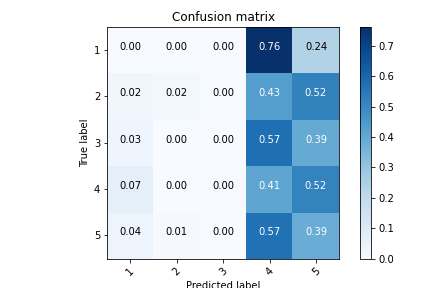 Confusion matrix
True label
1 0.00 0.00 0.00 0.76 0.24
2 0.02 0.02 0.00 0.43 0.52
3 0.03 0.00 0.00 0.57 0.39
4 0.07 0.00 0.00 0.41 0.52
5 0.04 0.01 0.00 0.57 0.39
1 2 3 4 5
Predicted label
0.7
0.6
0.5
0.4
0.3
0.2
0.1
0.0